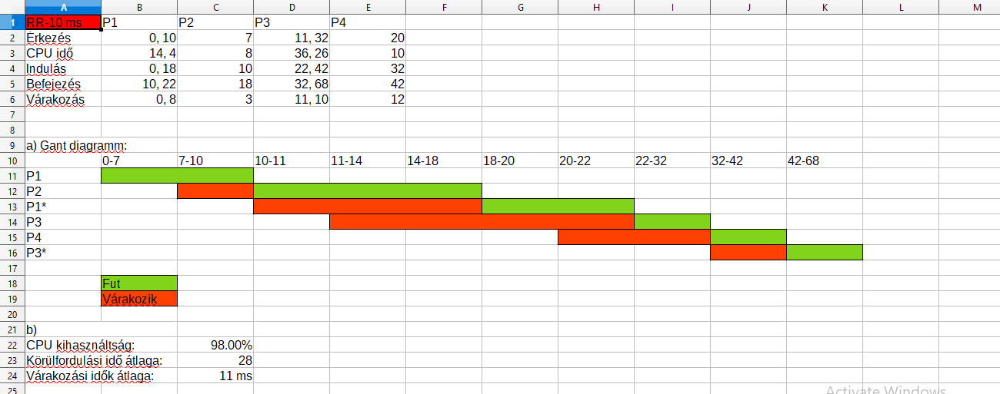 A B C D E F G H I J K L M
1 RR-10 ms P1 P2 P3 P4
2 Érkezés 0, 10 7 11, 32 20
3 CPU idő 14, 4 8 36, 26 10
4 Indulás 0, 18 10 22, 42 32
5 Befejezés 10, 22 18 32, 68 42
6 Várakozás 0, 8 3 11, 10 12
7
8
9 a) Gant diagramm:
10 0-7 7-10 10-11 11-14 14-18 18-20 20-22 22-32 32-42 42-68
11 P1
12 P2
13 P1*
14 P3
15 P4
16 P3*
17
18 Fut
19 Várakozik
20
21 b)
22 CPU kihasználtság: 98.00%
23 Körülfordulási idő átlaga: 28
24 Várakozási idők átlaga: 11 ms
25 Activate Windows